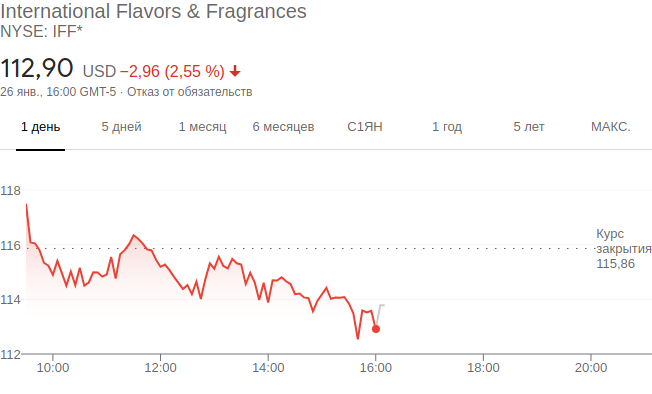 International Flavors & Fragrances
NYSE: IFF*
112,90 USD −2,96 (2,55 %)
26 янв., 16:00 GMT-5 · Отказ от обязательств
1 день 5 дней 1 месяц 6 месяцев С1ЯН 1 год 5 лет МАКС.
118
116
114
112
Курс
закрытия
115,86
10:00 12:00 14:00 16:00 18:00 20:00